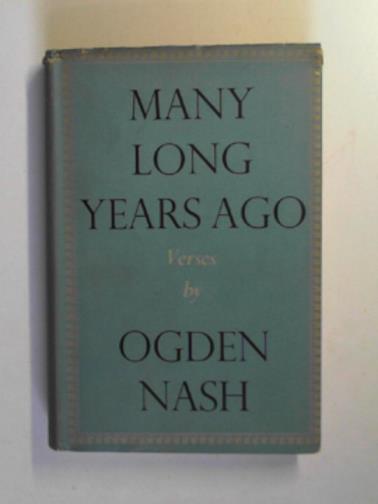 MANY
LONG
YEARS AGO
Verses
by
OGDEN
NASH